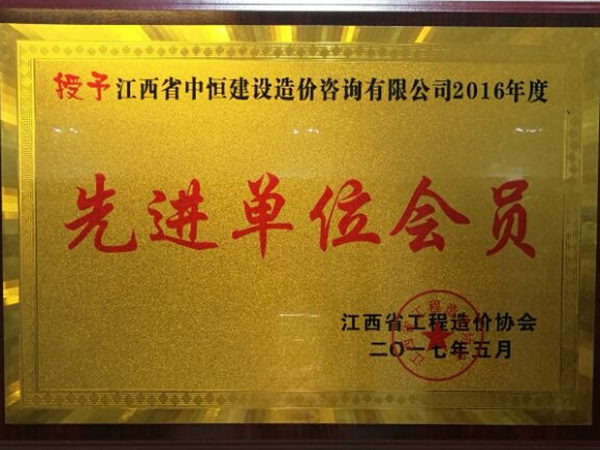 授予江西省中恒建设造价咨询有限公司2016年度
先进单位会员
江西省工程造价协会
二〇一七年五月